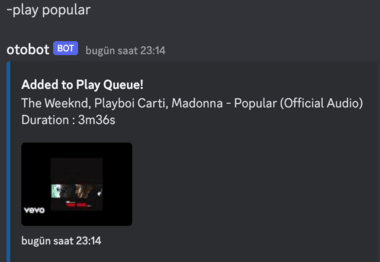 -play popular
otobot BOT bugün saat 23:14
Added to Play Queue!
The Weeknd, Playboi Carti, Madonna - Popular (Official Audio)
Duration : 3m36s
vevo
bugün saat 23:14